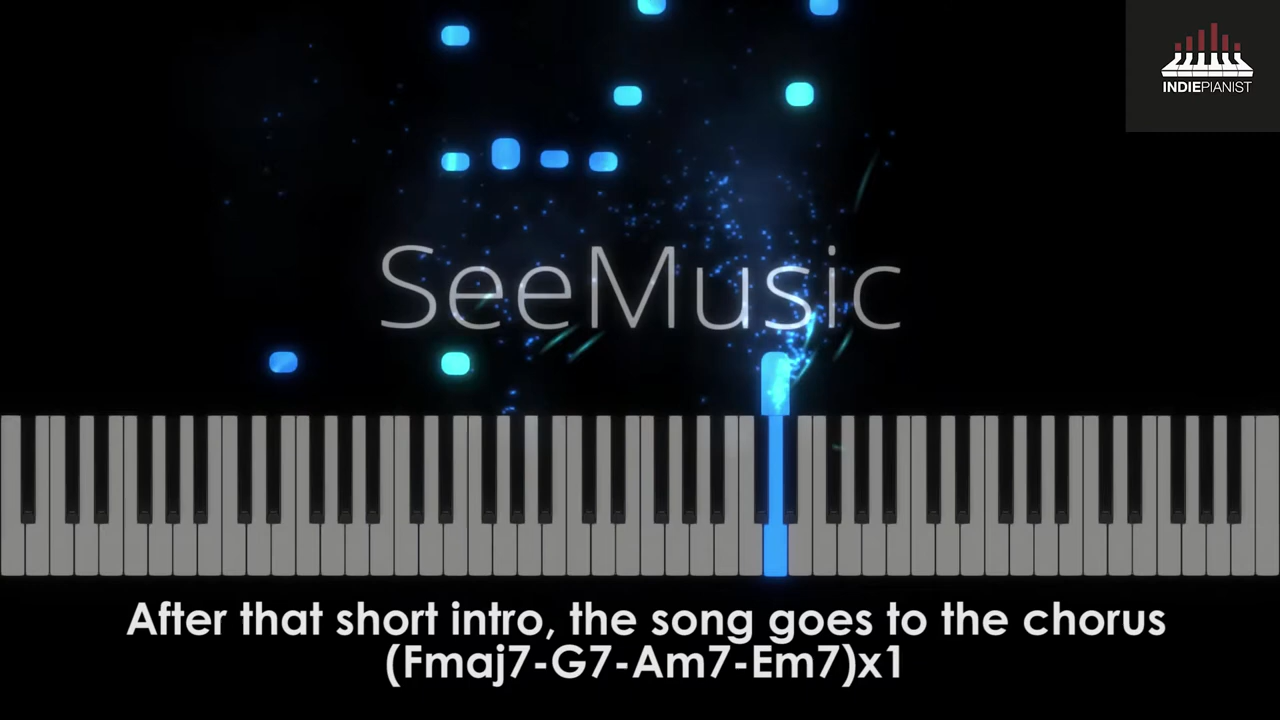 INDIEPIANIST
SeeMusic
After that short intro, the song goes to the chorus
(Fmaj7-G7-Am7-Em7)x1